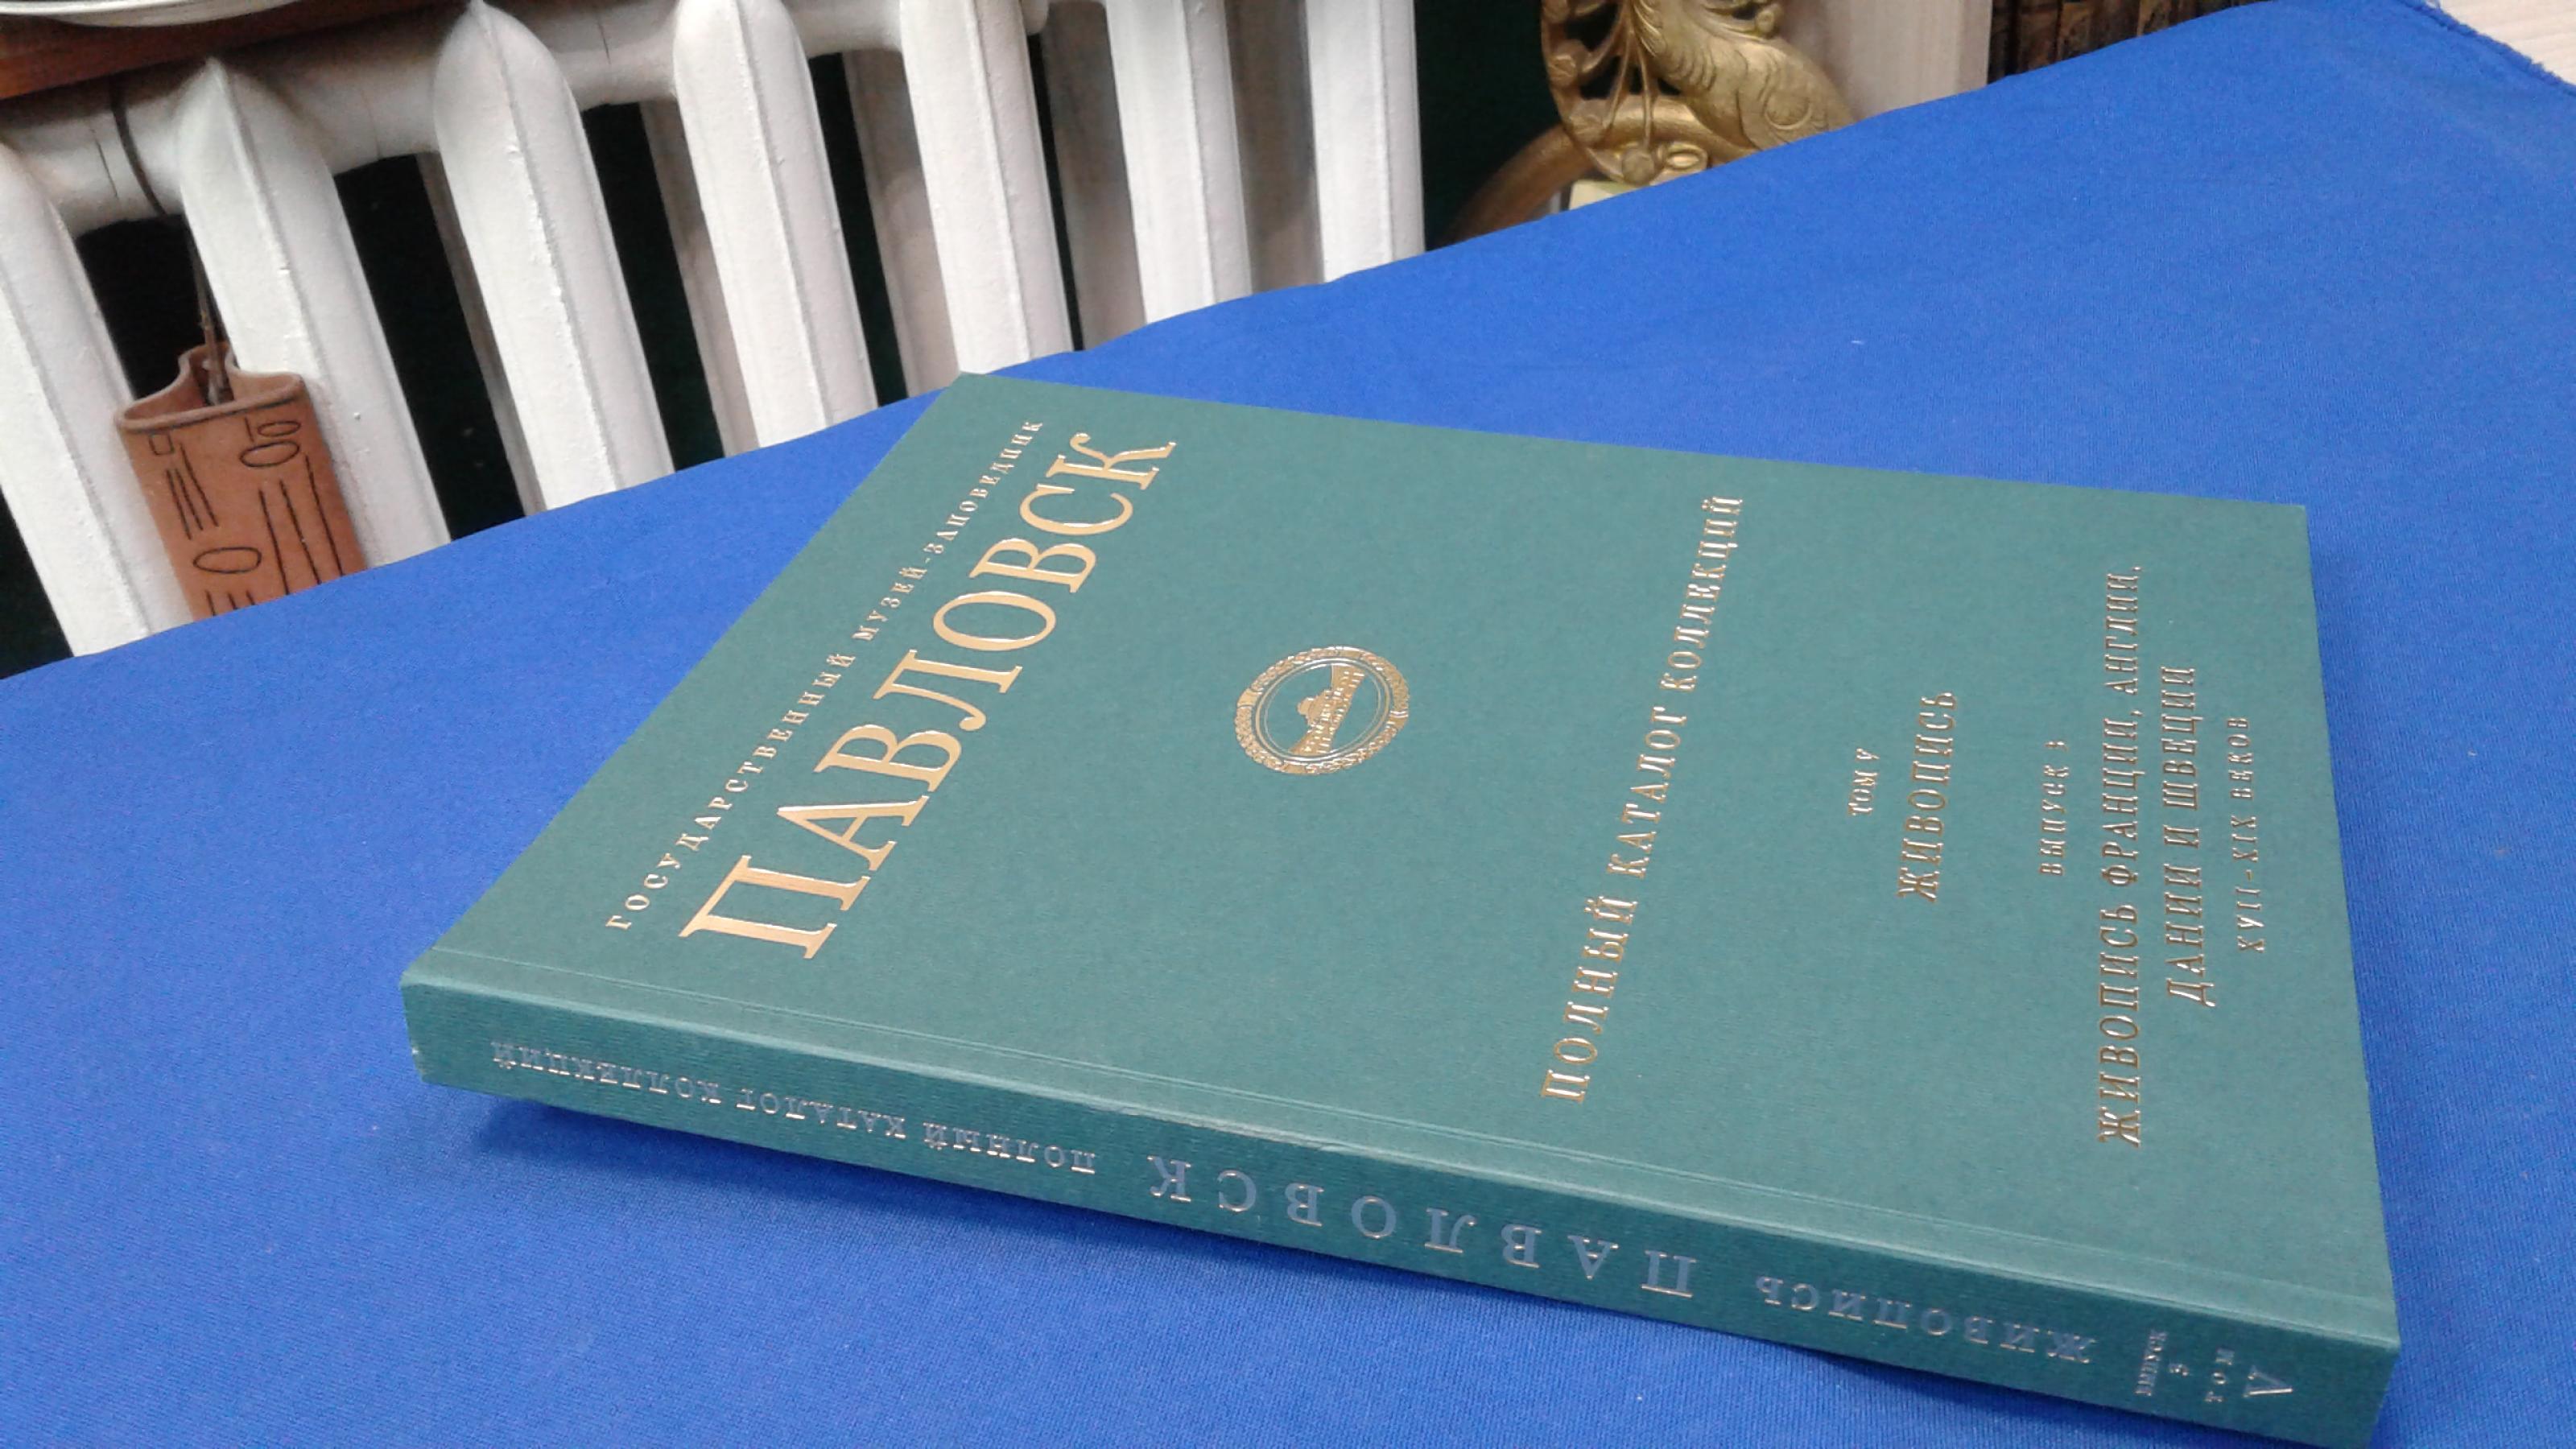 ГОСУДАРСТВЕННЫЙ МУЗЕЙ-ЗАПОВЕДНИК
ПАВЛОВСК
ПОЛНЫЙ КАТАЛОГ КОЛЛЕКЦИЙ
ТОМ V
ЖИВОПИСЬ
ВЫПУСК 3
ЖИВОПИСЬ ФРАНЦИИ, АНГЛИИ,
ДАНИИ И ШВЕЦИИ
XVII–XIX ВЕКОВ
V
ТОМ
3
ВЫПУСК
ЖИВОПИСЬ ПАВЛОВСК ПОЛНЫЙ КАТАЛОГ КОЛЛЕКЦИЙ